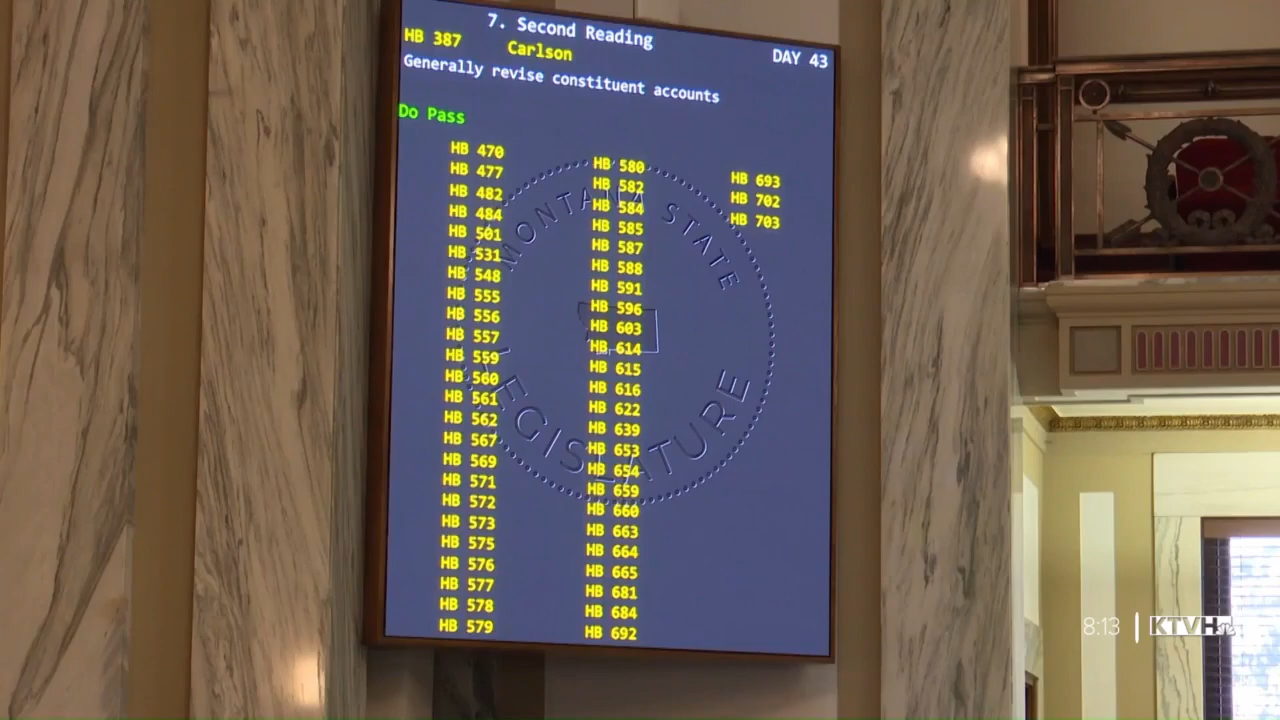 7. Second Reading
HB 387 Carlson DAY 43
Generally revise constituent accounts
Do Pass
HB 470
HB 477
HB 482
HB 484
HB 501
HB 531
HB 548
HB 555
HB 556
HB 557
HB 559
HB 560
HB 561
HB 562
HB 567
HB 569
HB 571
HB 572
HB 573
HB 575
HB 576
HB 577
HB 578
HB 579
HB 580
HB 582
HB 584
HB 585
HB 587
HB 588
HB 591
HB 596
HB 603
HB 614
HB 615
HB 616
HB 622
HB 639
HB 653
HB 654
HB 659
HB 660
HB 663
HB 664
HB 665
HB 681
HB 684
HB 692
HB 693
HB 702
HB 703
MONTANA STATE
LEGISLATURE
8:13 KTVH